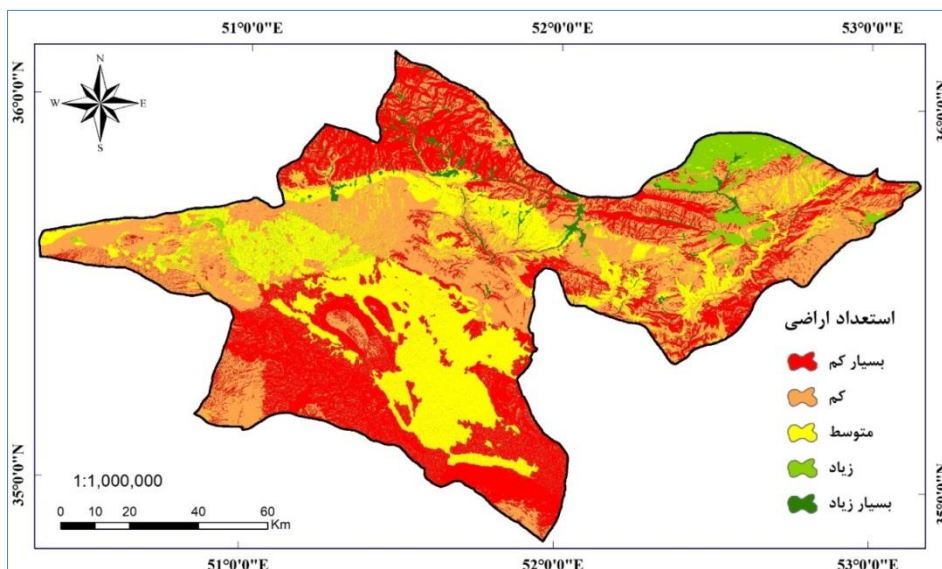 51°0'0"E 52°0'0"E 53°0'0"E
36°0'0"N
36°0'0"N
N
W E
S
استعداد اراضی
بسیار کم
کم
متوسط
زیاد
بسیار زیاد
35°0'0"N
35°0'0"N
1:1,000,000
0 10 20 40 60
Km
51°0'0"E 52°0'0"E 53°0'0"E